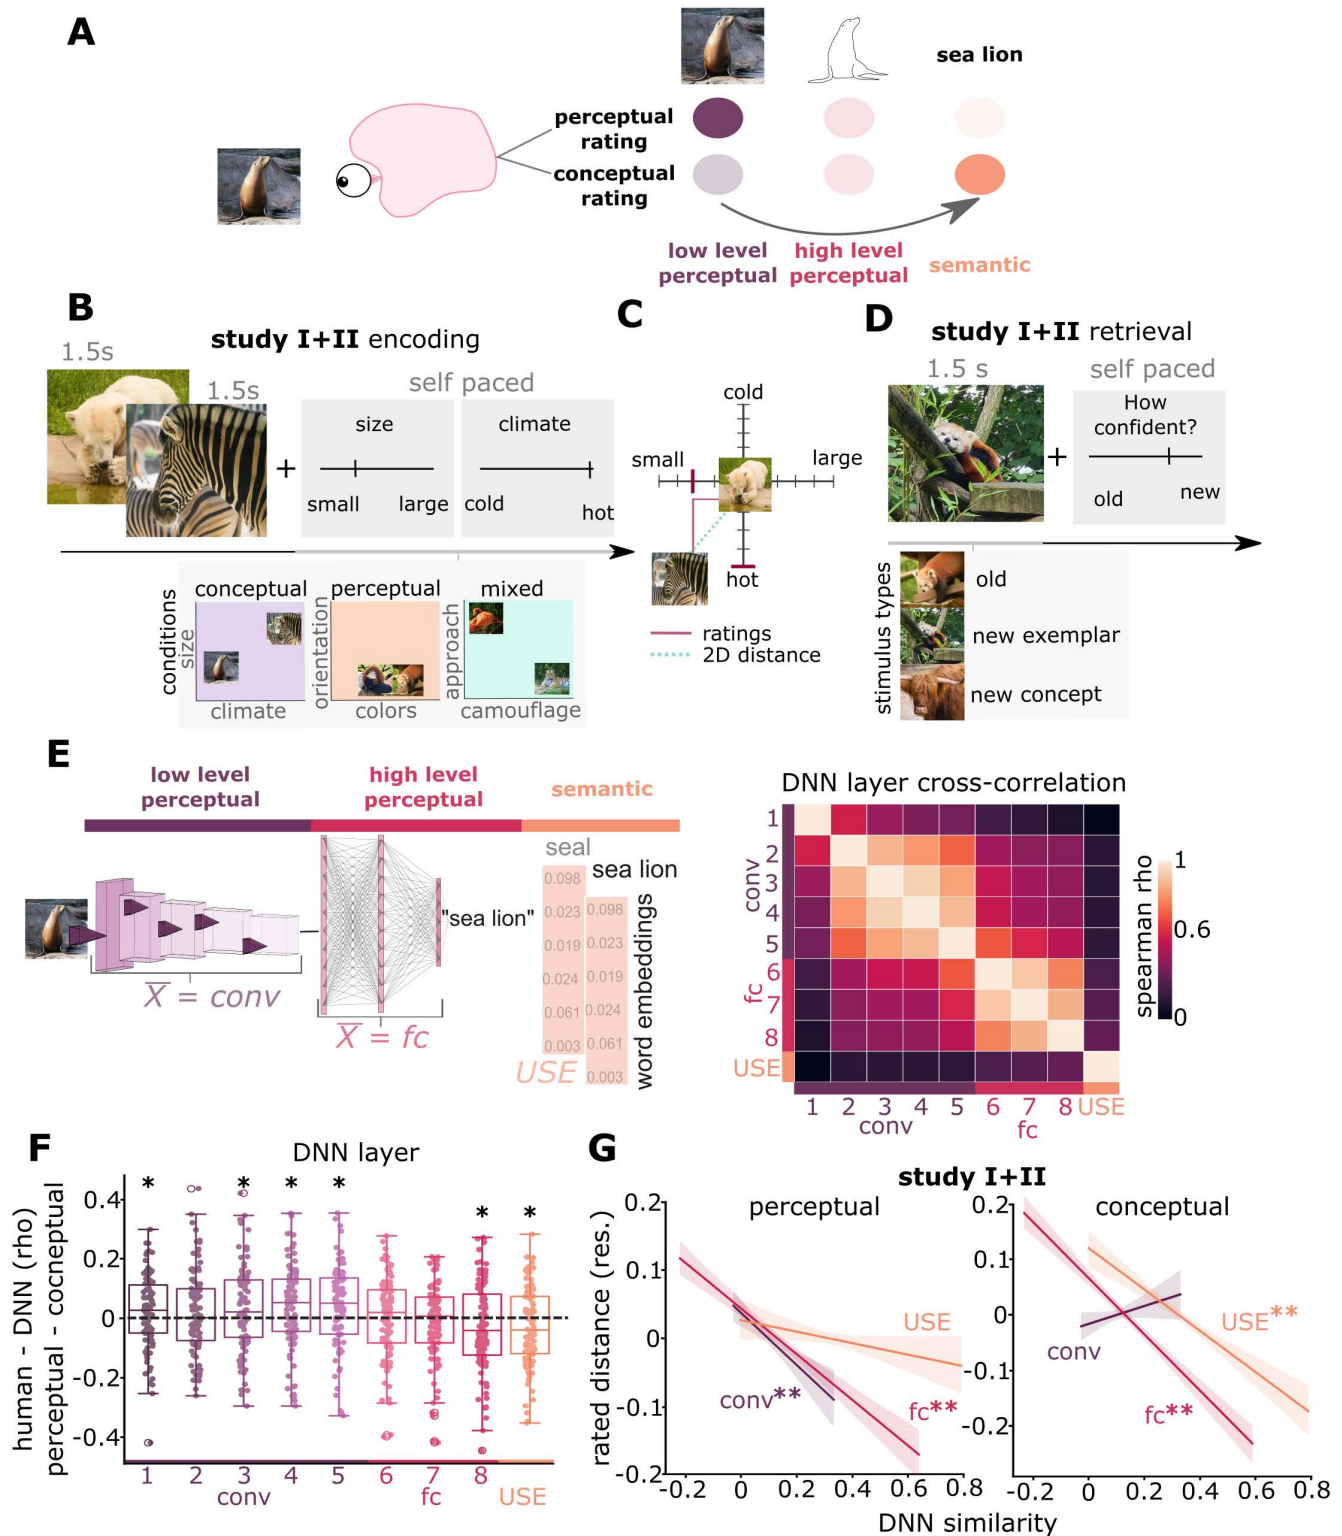 A
sea lion
perceptual
rating
conceptual
rating
low level
perceptual
high level
perceptual
semantic
B
study I+II encoding
1.5s
1.5s
self paced
size
small
large
climate
cold
hot
conditions
conceptual
size
climate
perceptual
orientation
colors
mixed
approach
camouflage
C
cold
small
large
hot
ratings
2D distance
D
study I+II retrieval
1.5 s
self paced
How
confident?
old
new
stimulus types
old
new exemplar
new concept
E
low level
perceptual
high level
perceptual
semantic
seal
sea lion
0.098
0.023
0.019
0.024
0.061
0.003
0.098
0.023
0.019
0.024
0.061
0.003
"sea lion"
X = conv
X = fc
USE
word embeddings
DNN layer cross-correlation
1
2
3
4
5
6
7
8
USE
conv
fc
1 2 3 4 5 6 7 8 USE
conv
fc
1
0.6
0
spearman rho
F
DNN layer
human - DNN (rho)
perceptual - cocneptual
0.4
0.2
0
-0.2
-0.4
* * * * * *
1 2 3 4 5 6 7 8 USE
conv
fc
G
study I+II
perceptual
rated distance (res.)
0.2
0.1
0
-0.1
-0.2
USE
conv**
fc**
-0.2 0 0.2 0.4 0.6 0.8
conceptual
0.2
0.1
0
-0.1
-0.2
USE**
conv
fc**
-0.2 0 0.2 0.4 0.6 0.8
DNN similarity